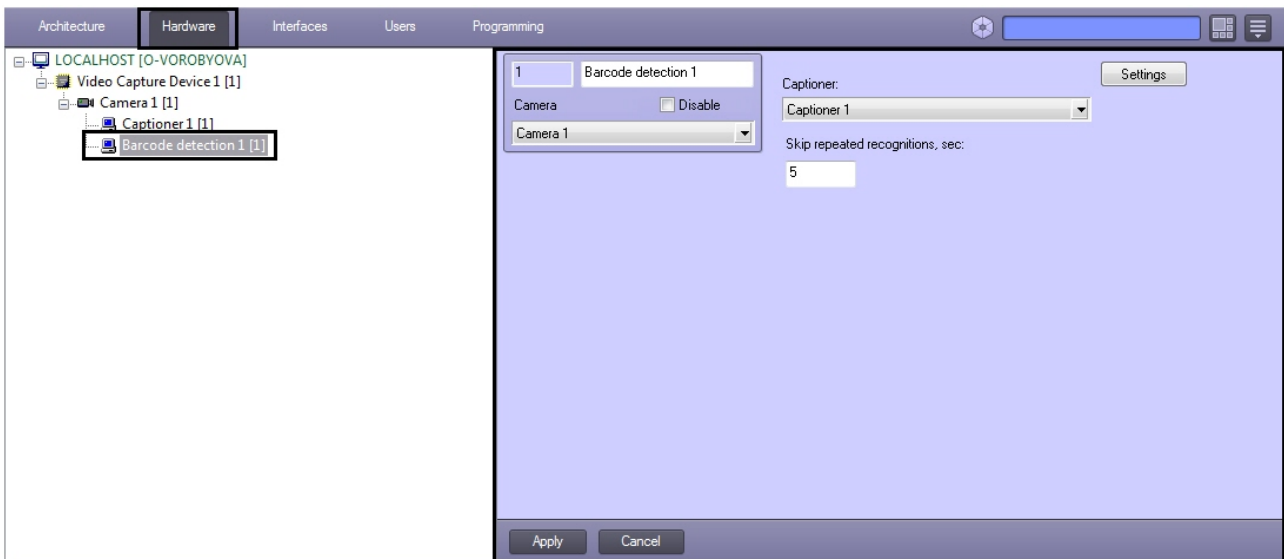 Architecture Hardware Interfaces Users Programming
LOCALHOST [O-VOROBYOVA]
Video Capture Device 1 [1]
Camera 1 [1]
Captioner 1 [1]
Barcode detection 1 [1]
1 Barcode detection 1
Camera Disable
Camera 1
Captioner:
Captioner 1
Skip repeated recognitions, sec:
5
Settings
Apply Cancel